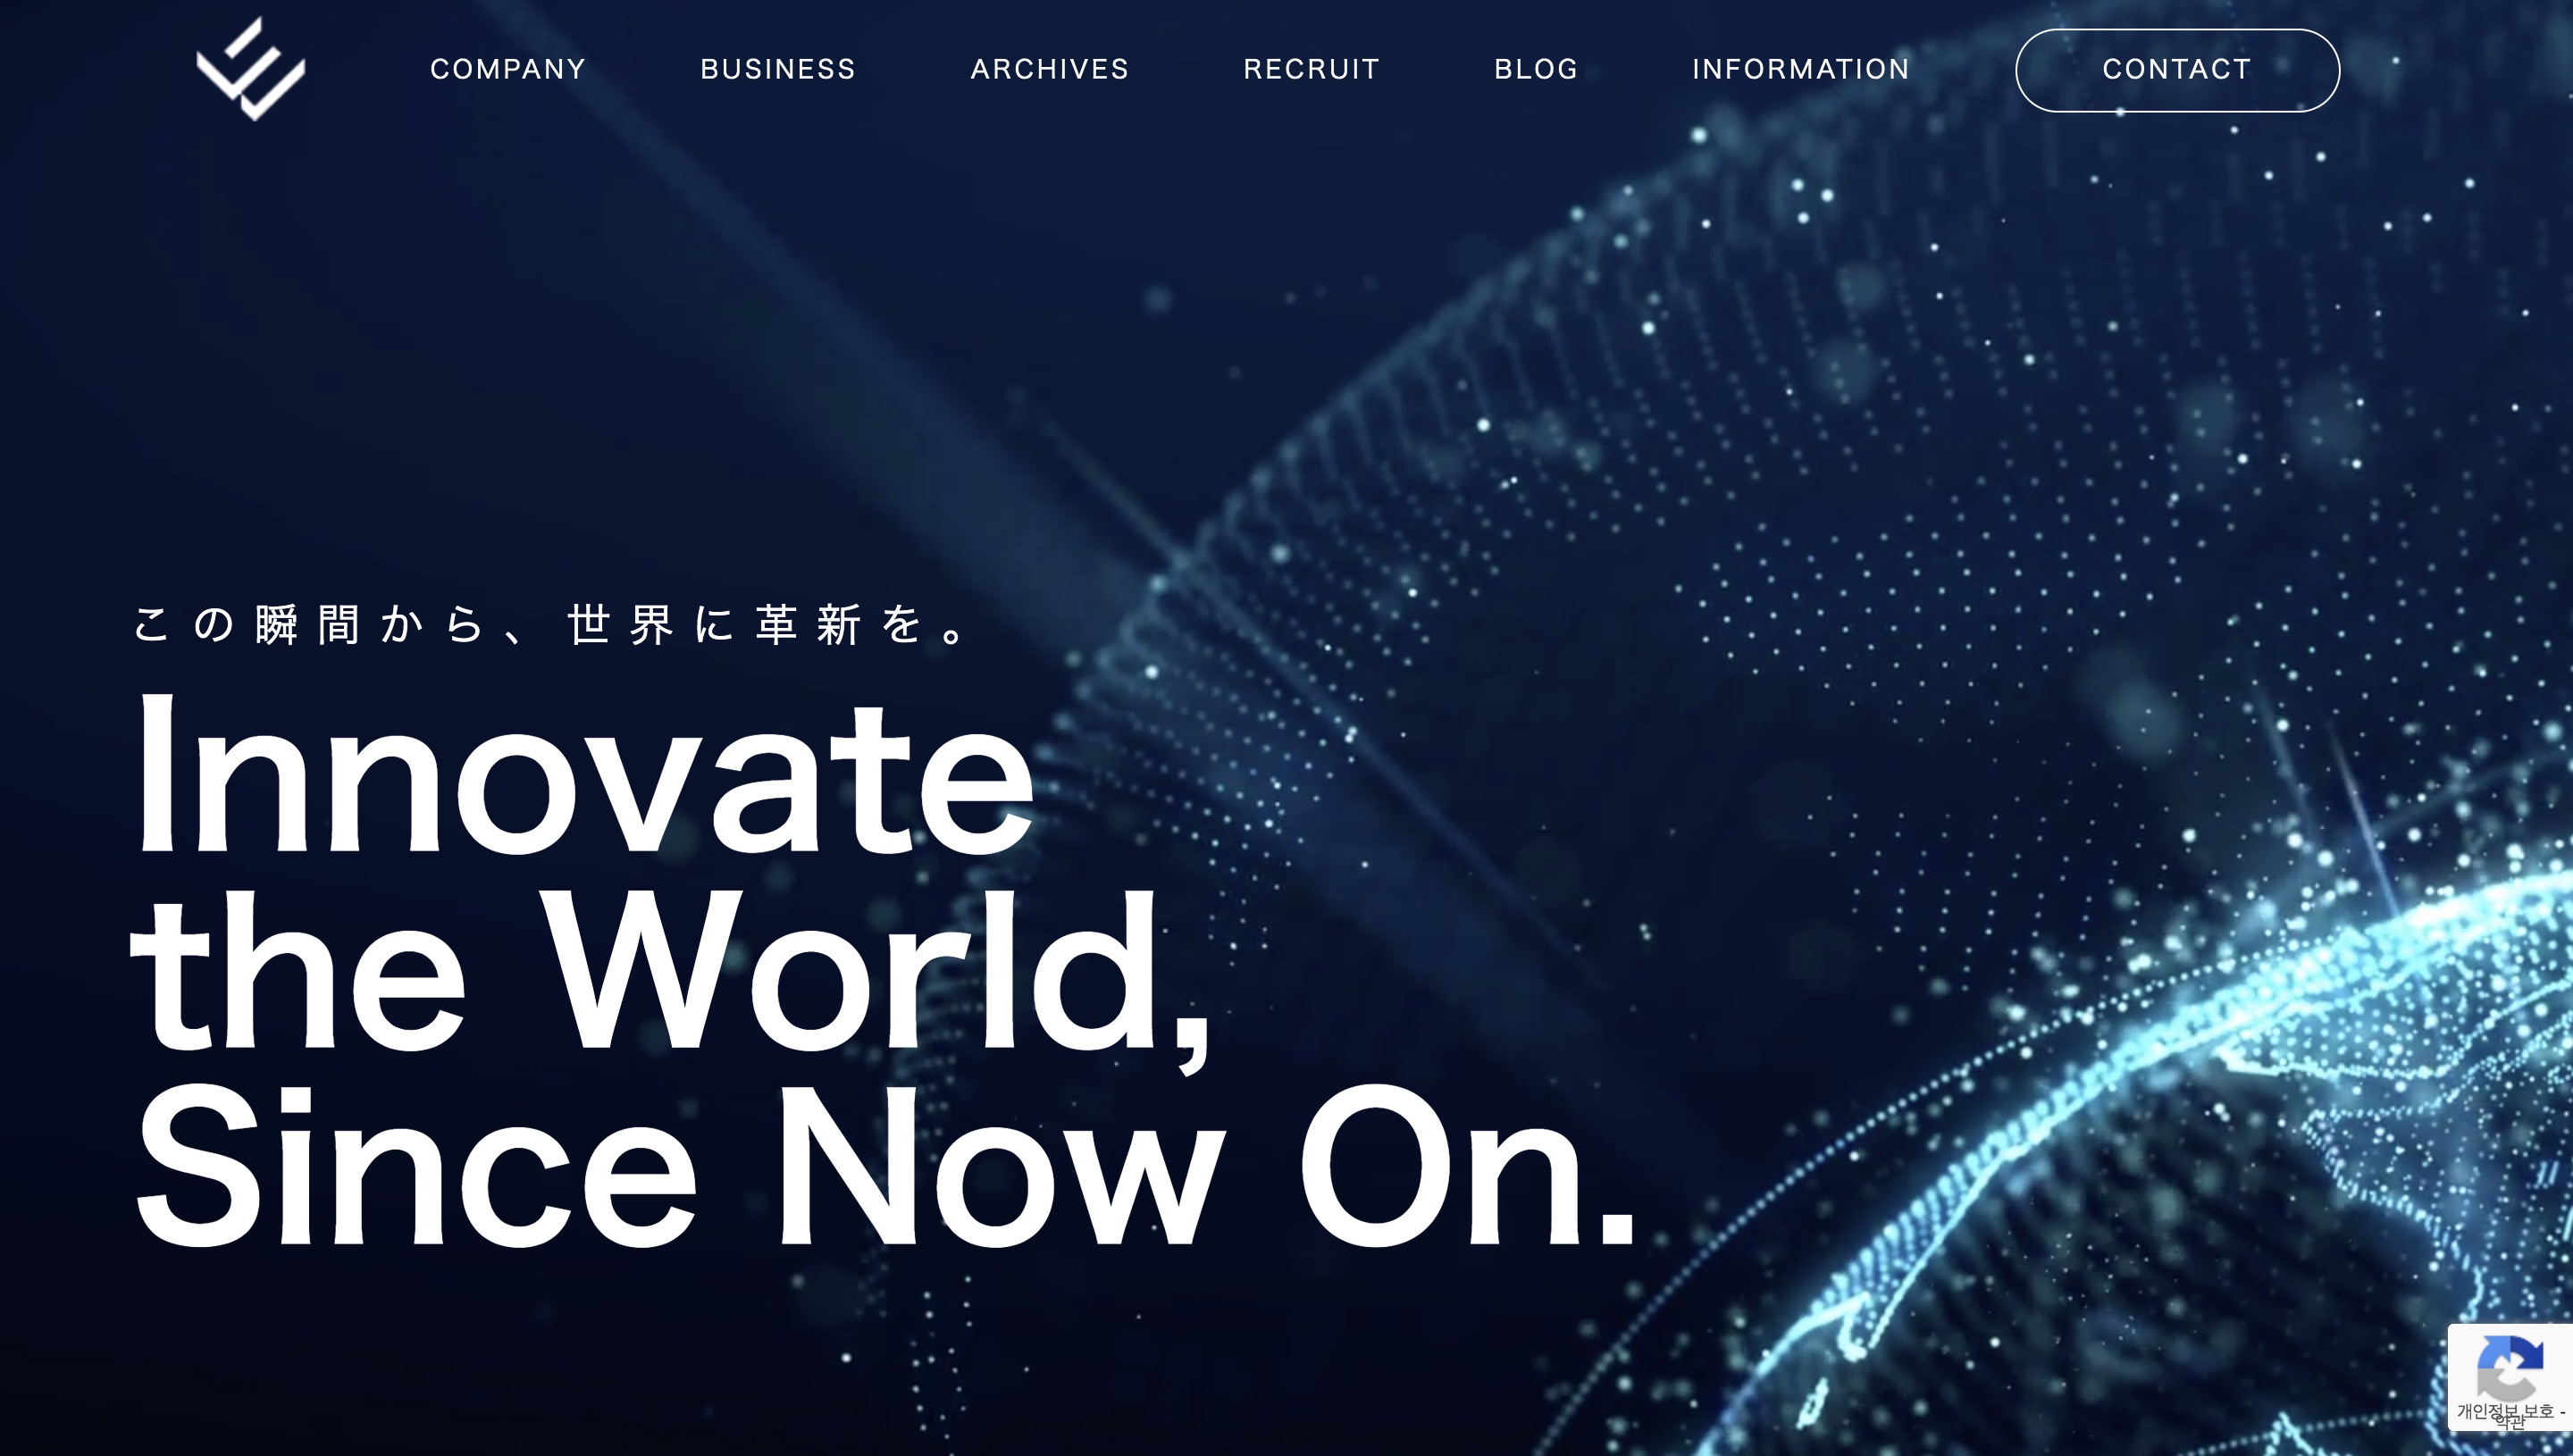 COMPANY BUSINESS ARCHIVES RECRUIT BLOG INFORMATION CONTACT
この瞬間から、世界に革新を。
Innovate
the World,
Since Now On.
개인정보 보호 -
약관